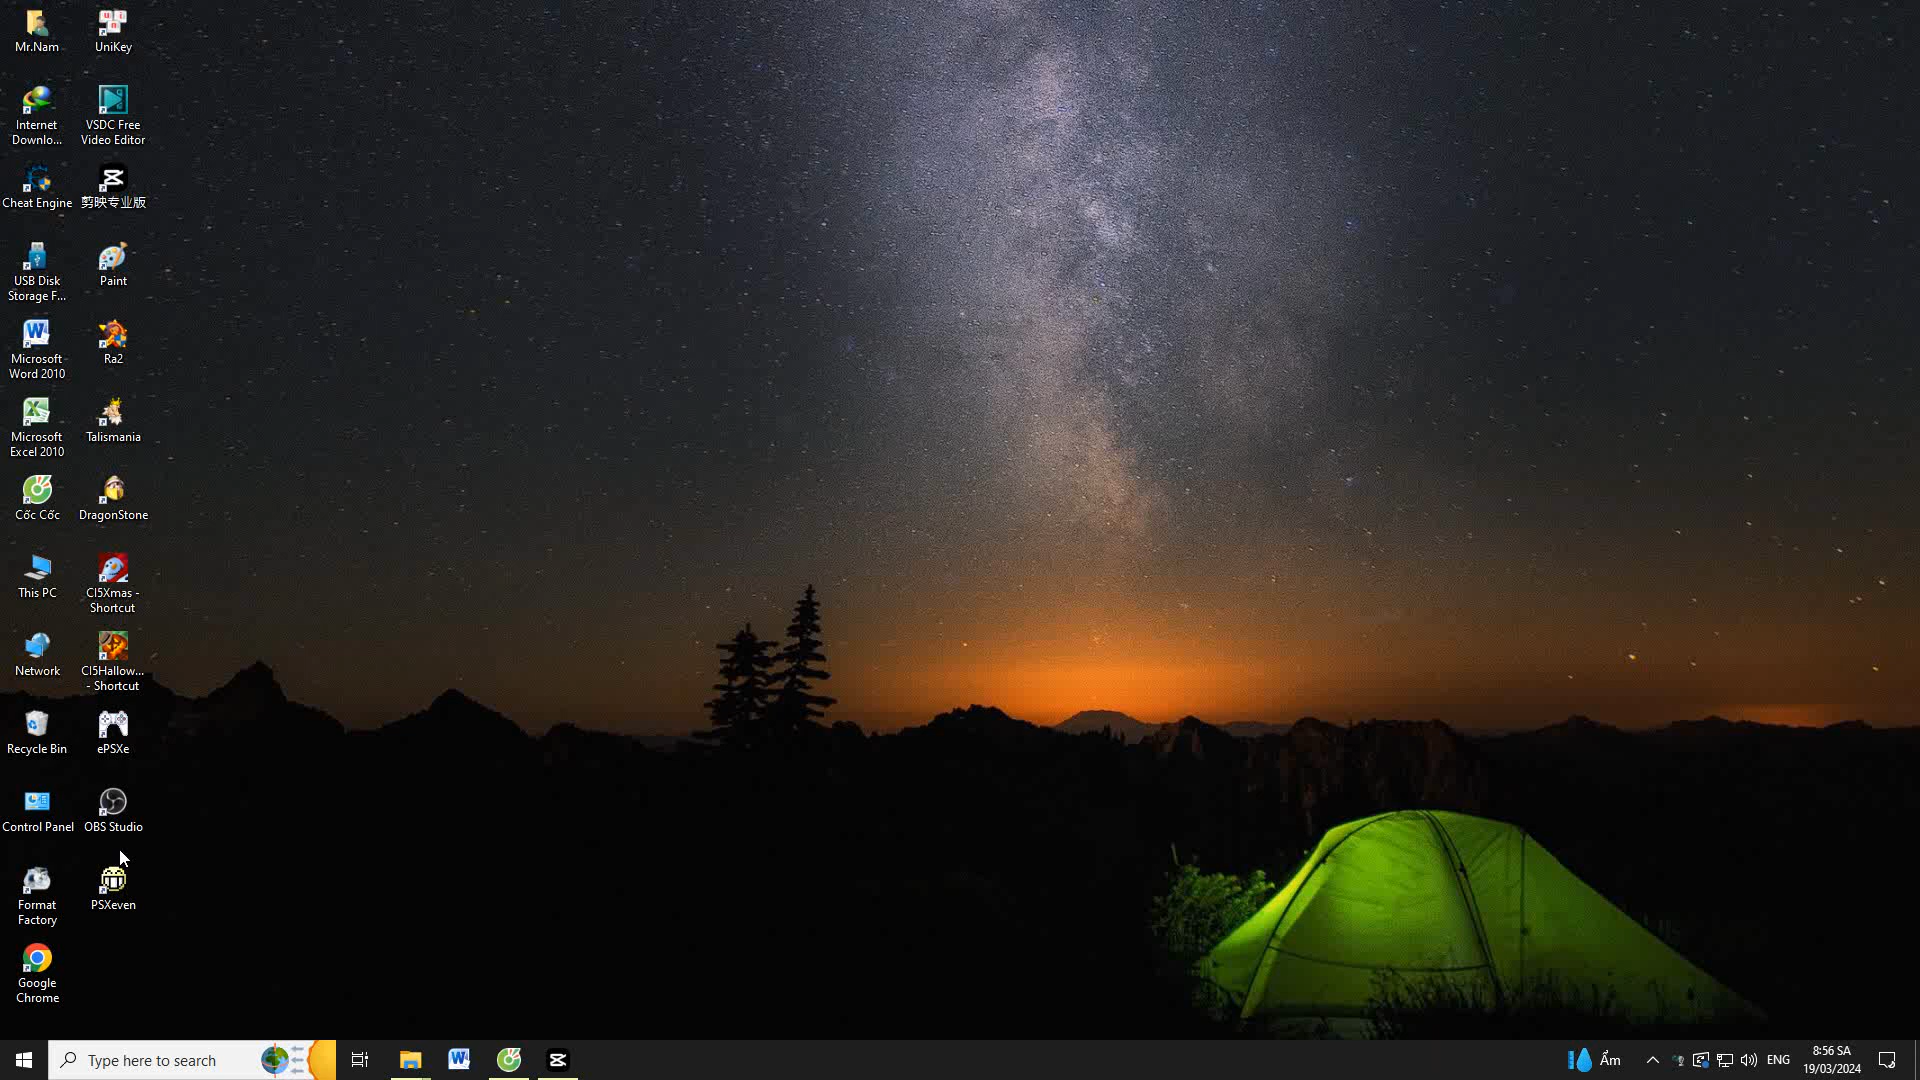 Mr.Nam
UniKey
Internet
Downlo...
VSDC Free
Video Editor
Cheat Engine
剪映专业版
USB Disk
Storage F...
Paint
Microsoft
Word 2010
Ra2
Microsoft
Excel 2010
Talismania
Cốc Cốc
DragonStone
This PC
CI5Xmas -
Shortcut
Network
CI5Hallow...
- Shortcut
Recycle Bin
ePSXe
Control Panel
OBS Studio
Format
Factory
PSXeven
Google
Chrome
Type here to search
Ẩm
ENG
8:56 SA
19/03/2024